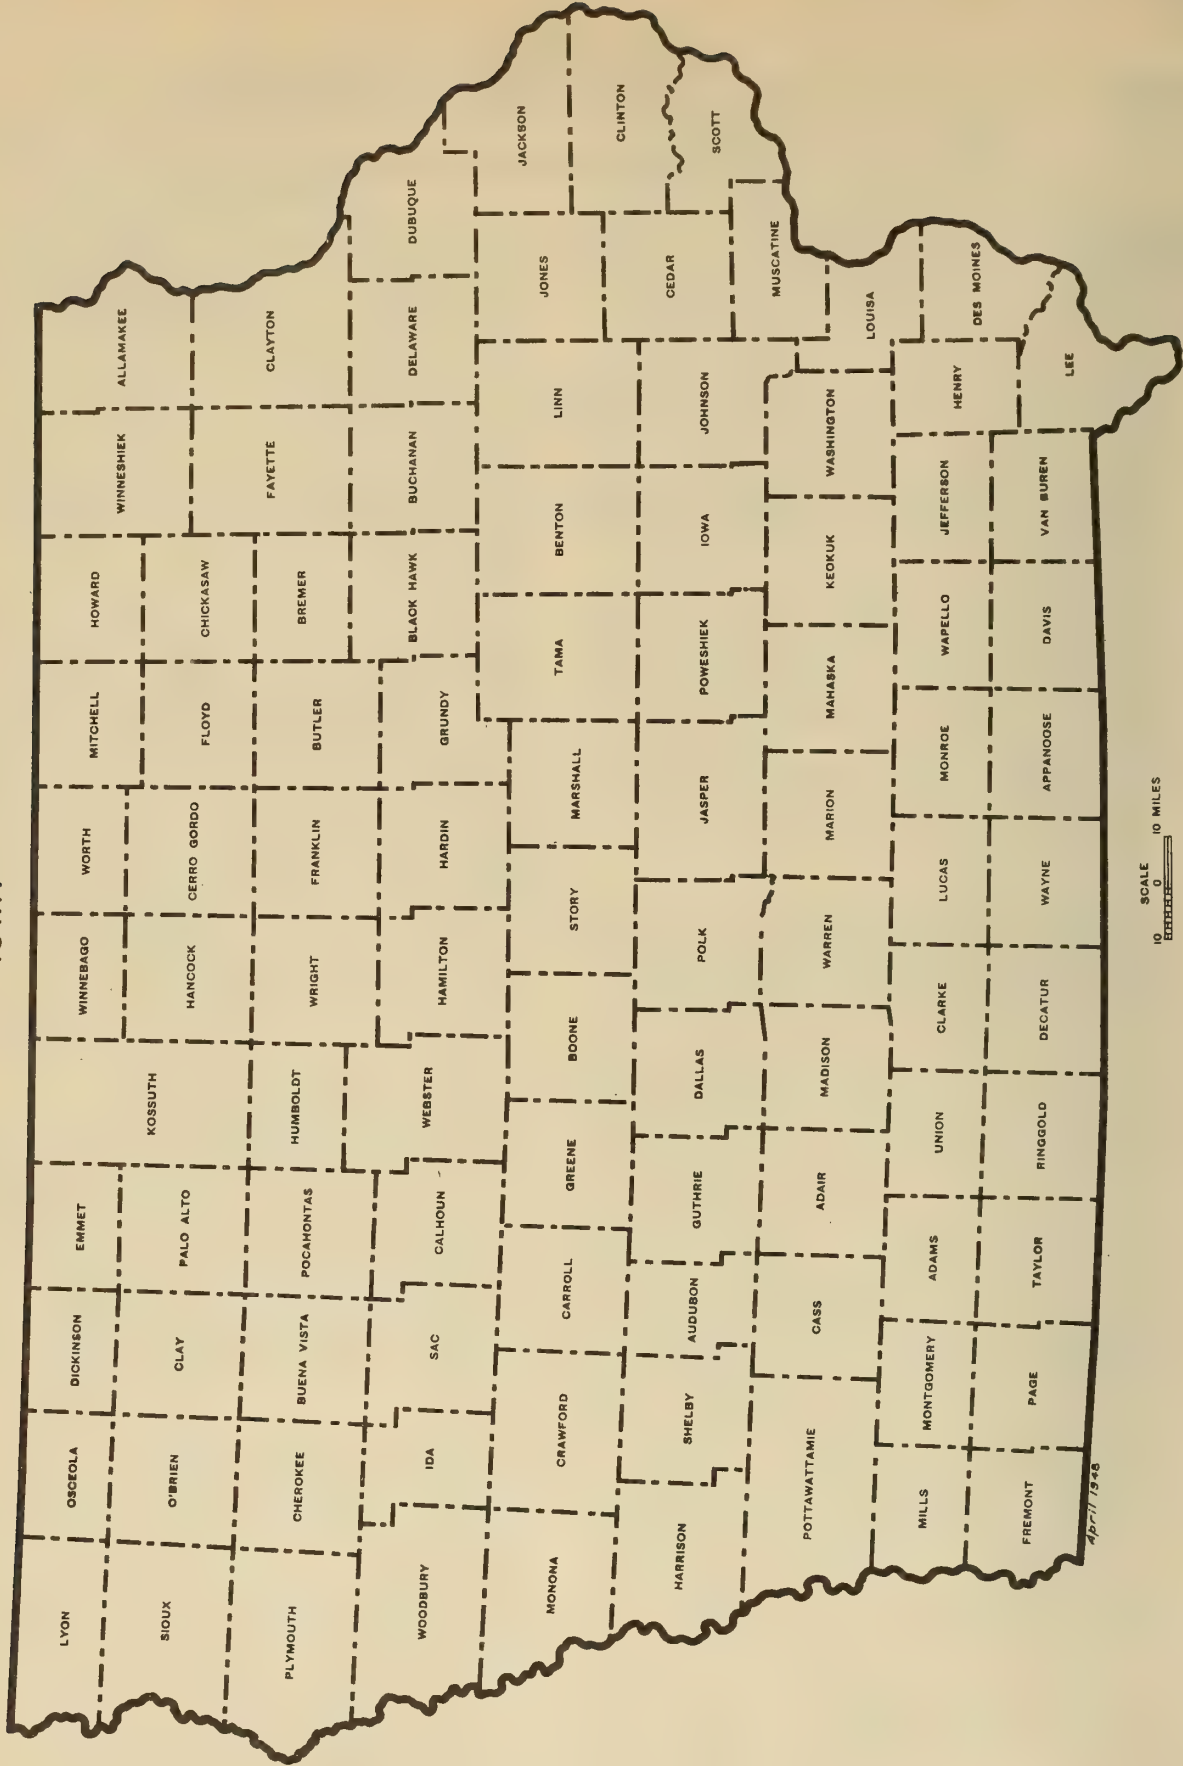 LYON
OSCEOLA
DICKINSON
EMMET
KOSSUTH
WINNEBAGO
WORTH
MITCHELL
HOWARD
WINNESHIEK
ALLAMAKEE
SIOUX
O'BRIEN
CLAY
PALO ALTO
HANCOCK
CERRO GORDO
FLOYD
CHICKASAW
PLYMOUTH
CHEROKEE
BUENA VISTA
POCAHONTAS
HUMBOLDT
WRIGHT
FRANKLIN
BUTLER
BREMER
FAYETTE
CLAYTON
WOODBURY
IDA
SAC
CALHOUN
WEBSTER
HAMILTON
HARDIN
GRUNDY
BLACK HAWK
BUCHANAN
DELAWARE
DUBUQUE
MONONA
CRAWFORD
CARROLL
GREENE
BOONE
STORY
MARSHALL
TAMA
BENTON
LINN
JONES
JACKSON
HARRISON
SHELBY
AUDUBON
GUTHRIE
DALLAS
POLK
JASPER
POWESHIEK
IOWA
JOHNSON
CEDAR
CLINTON
SCOTT
POTTAWATTAMIE
CASS
ADAIR
MADISON
WARREN
MARION
MAHASKA
KEOKUK
WASHINGTON
MUSCATINE
LOUISA
MILLS
MONTGOMERY
ADAMS
UNION
CLARKE
LUCAS
MONROE
WAPELLO
JEFFERSON
HENRY
DES MOINES
FREMONT
PAGE
TAYLOR
RINGGOLD
DECATUR
WAYNE
APPANOOSE
DAVIS
VAN BUREN
LEE
April 1948
SCALE
10 0 10 MILES